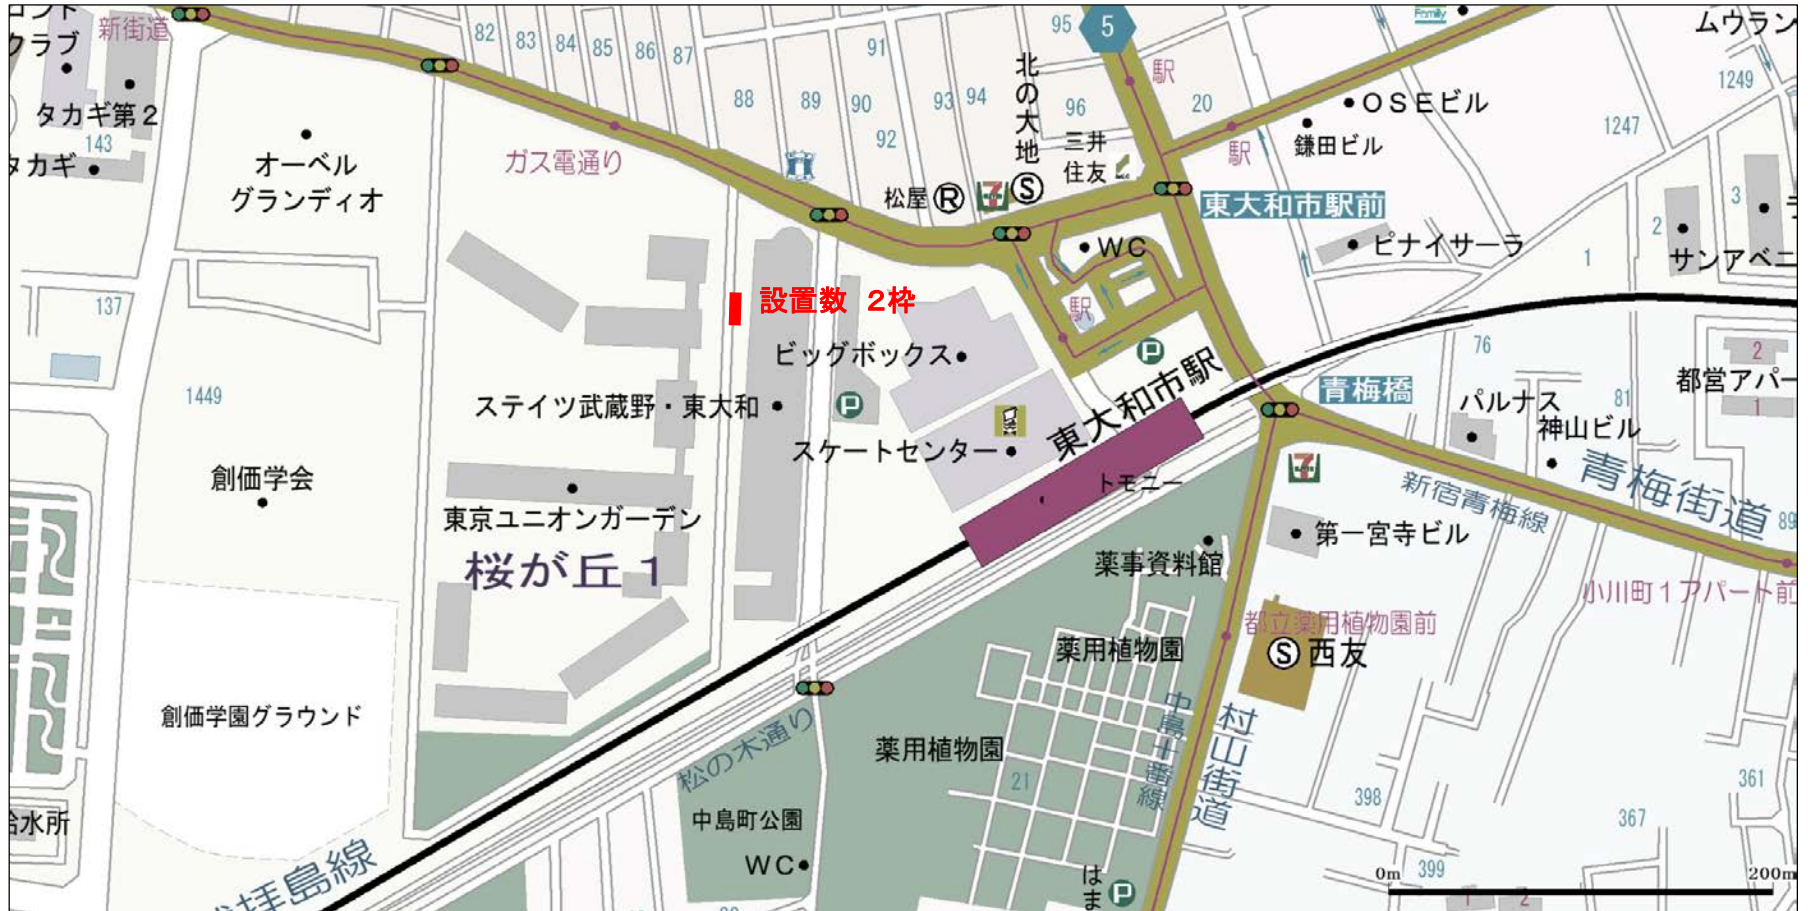 クラブ
新街道
タカギ第2
143
タカギ
82
83
84
85
86
87
88
89
90
91
92
93
94
95
96
5
20
駅
駅
駅
Family
ムウラン
1249
1247
OSEビル
鎌田ビル
北の大地
三井
住友
オーベル
グランディオ
ガス電通り
松屋
R
7
S
東大和市駅前
WC
ピナイサーラ
1
2
3
サンアベニ
137
設置数 2枠
ビッグボックス
P
東大和市駅
76
青梅橋
81
都営アパー
2
1
1449
ステイツ武蔵野・東大和
P
スケートセンター
パルナス
神山ビル
トモニー
7
青梅街道
新宿青梅線
89
創価学会
東京ユニオンガーデン
桜が丘1
第一宮寺ビル
薬事資料館
小川町1アパート前
都立薬用植物園前
薬用植物園
S
西友
創価学園グラウンド
松の木通り
薬用植物園
21
中島十番線
村山街道
361
398
367
給水所
中島町公園
WC
拝島線
はま
P
399
0m
200m
1
2